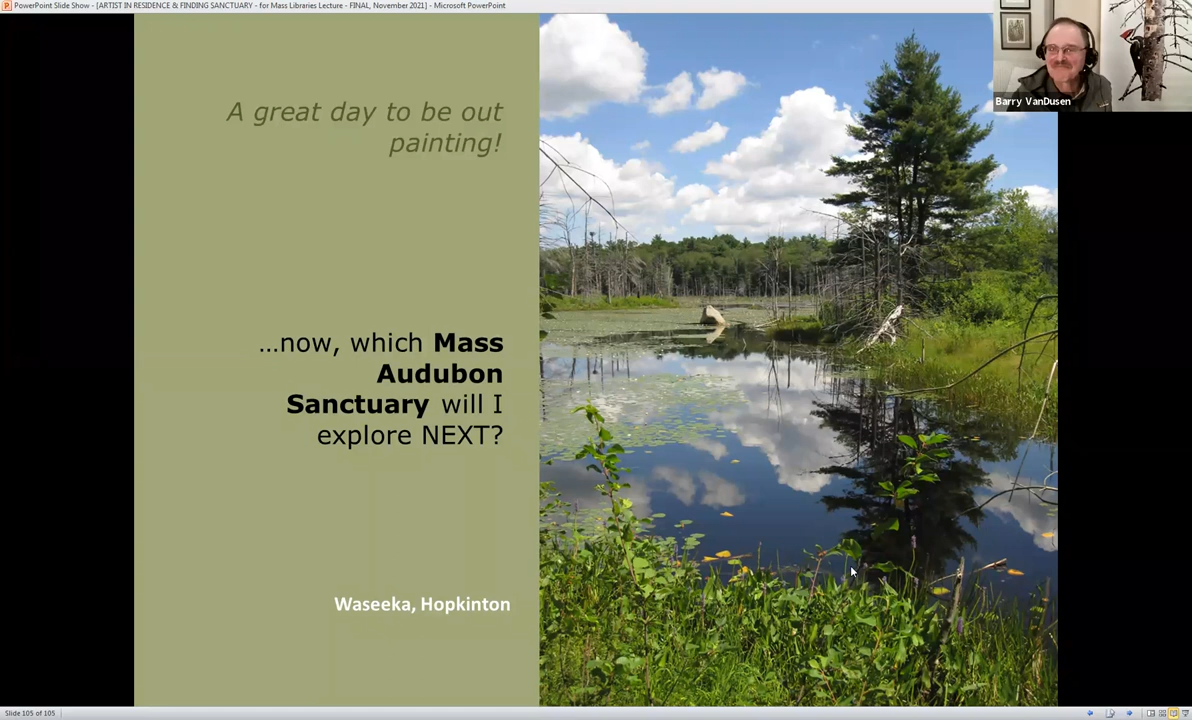 PowerPoint Slide Show - [ARTIST IN RESIDENCE & FINDING SANCTUARY - for Mass Libraries Lecture - FINAL, November 2021] - Microsoft PowerPoint
Barry VanDusen
A great day to be out
painting!
...now, which Mass
Audubon
Sanctuary will I
explore NEXT?
Waseeka, Hopkinton
Slide 105 of 105